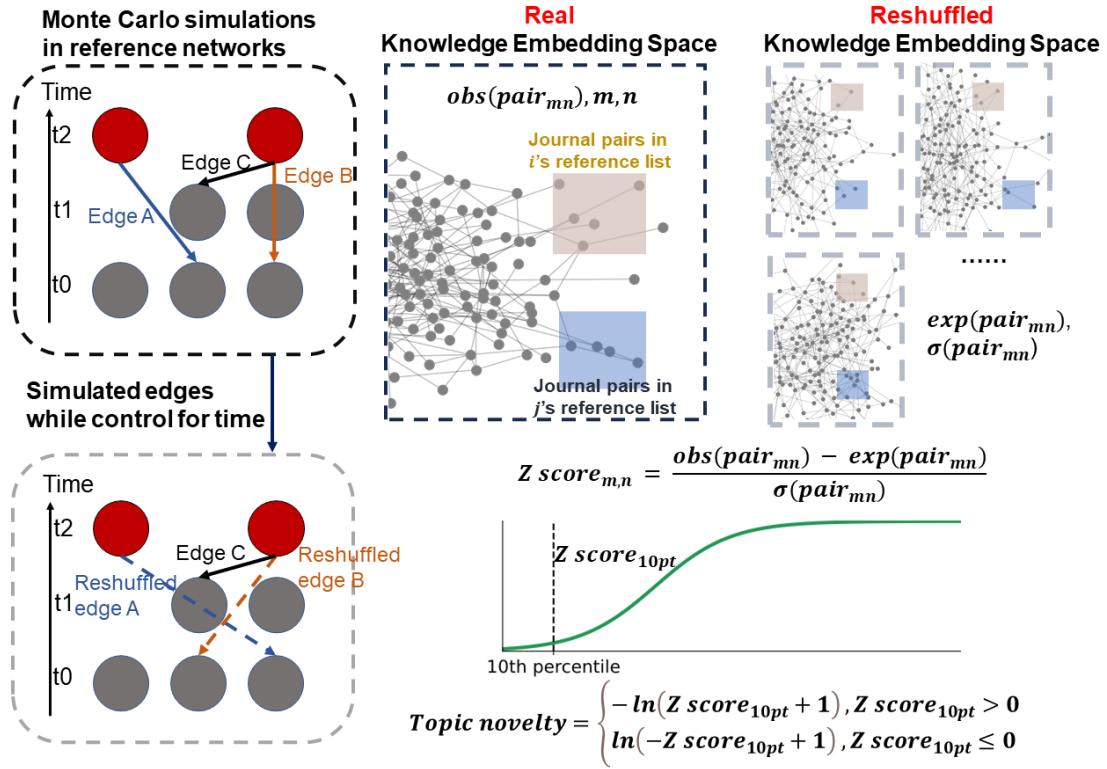 Monte Carlo simulations
in reference networks
Time
t2
Edge C
Edge B
Edge A
t1
t0
Simulated edges
while control for time
Time
t2
Edge C
Reshuffled
edge B
Reshuffled
edge A
t1
t0
Real
Knowledge Embedding Space
obs(pair_mn), m, n
Journal pairs in
i's reference list
Journal pairs in
j's reference list
Reshuffled
Knowledge Embedding Space
......
exp(pair_mn),
σ(pair_mn)
Z score_m,n = (obs(pair_mn) − exp(pair_mn)) / σ(pair_mn)
Z score_10pt
10th percentile
Topic novelty = { −ln(Z score_10pt + 1), Z score_10pt > 0
ln(−Z score_10pt + 1), Z score_10pt ≤ 0